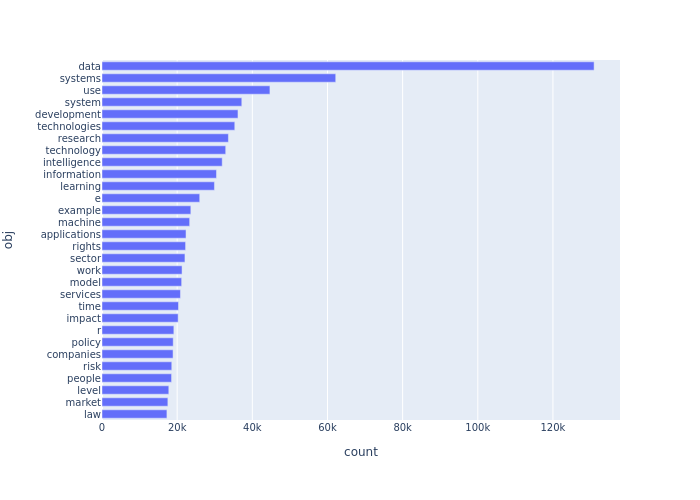 data
systems
use
system
development
technologies
research
technology
intelligence
information
learning
e
example
machine
applications
rights
sector
work
model
services
time
impact
r
policy
companies
risk
people
level
market
law
obj
0 20k 40k 60k 80k 100k 120k
count